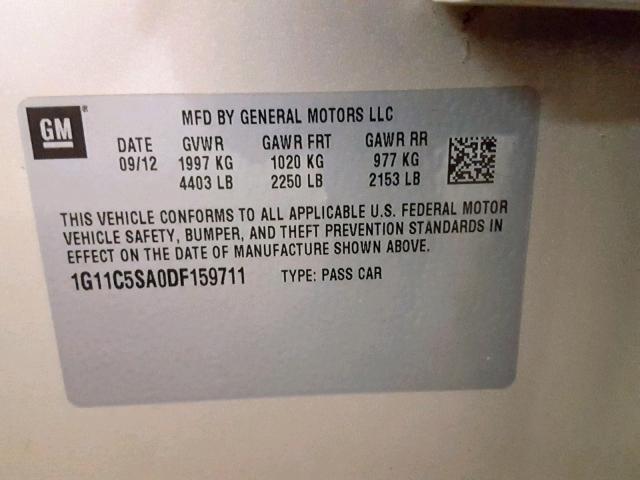 GM®
MFD BY GENERAL MOTORS LLC
DATE GVWR GAWR FRT GAWR RR
09/12 1997 KG 1020 KG 977 KG
4403 LB 2250 LB 2153 LB
THIS VEHICLE CONFORMS TO ALL APPLICABLE U.S. FEDERAL MOTOR
VEHICLE SAFETY, BUMPER, AND THEFT PREVENTION STANDARDS IN
EFFECT ON THE DATE OF MANUFACTURE SHOWN ABOVE.
1G11C5SA0DF159711 TYPE: PASS CAR